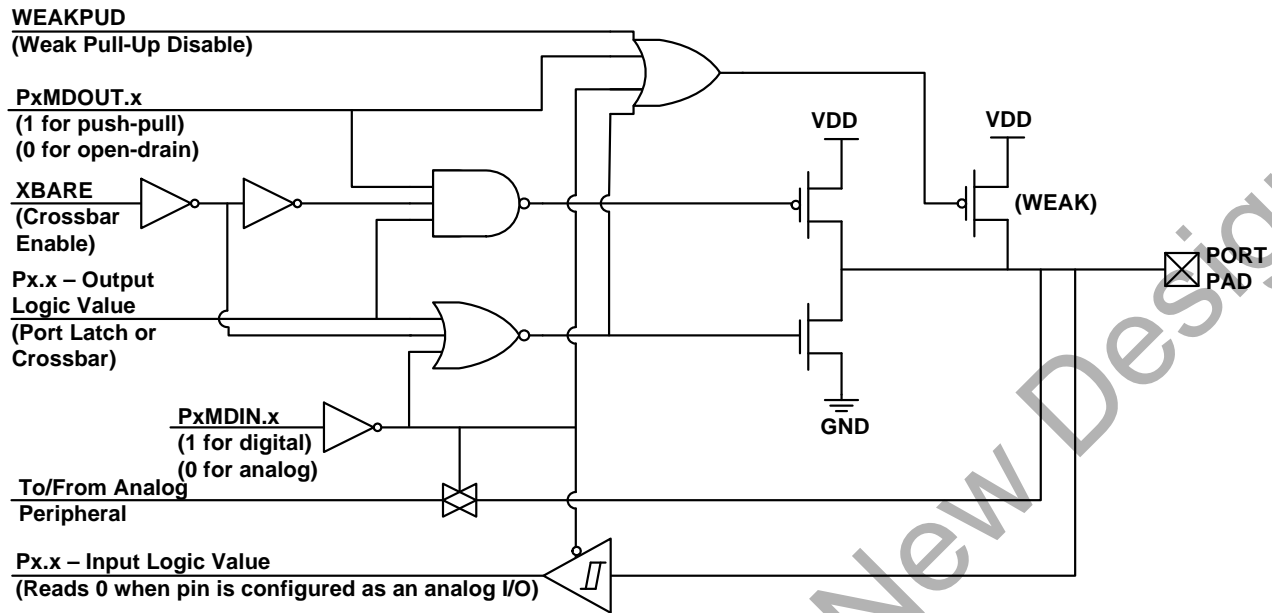 WEAKPUD
(Weak Pull-Up Disable)
PxMDOUT.x
(1 for push-pull)
(0 for open-drain)
XBARE
(Crossbar
Enable)
Px.x – Output
Logic Value
(Port Latch or
Crossbar)
PxMDIN.x
(1 for digital)
(0 for analog)
To/From Analog
Peripheral
Px.x – Input Logic Value
(Reads 0 when pin is configured as an analog I/O)
VDD
VDD
(WEAK)
PORT
PAD
GND
New Desig